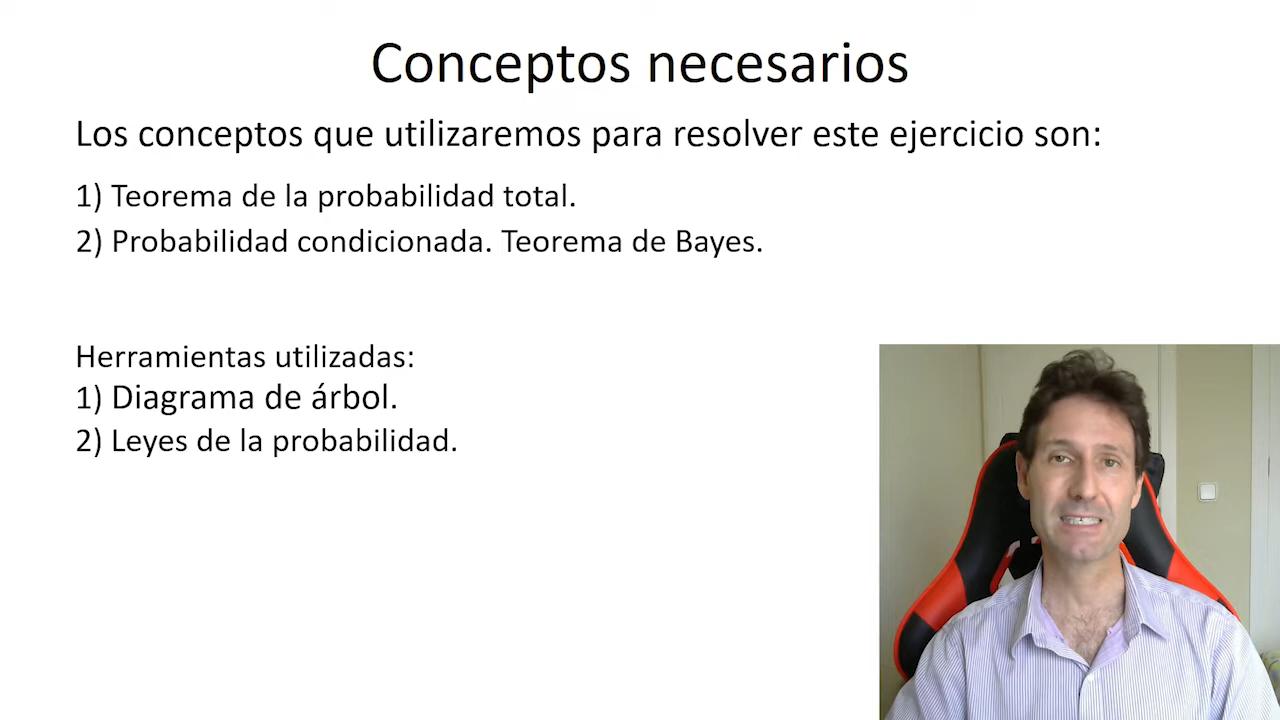 Conceptos necesarios
Los conceptos que utilizaremos para resolver este ejercicio son:
1) Teorema de la probabilidad total.
2) Probabilidad condicionada. Teorema de Bayes.
Herramientas utilizadas:
1) Diagrama de árbol.
2) Leyes de la probabilidad.